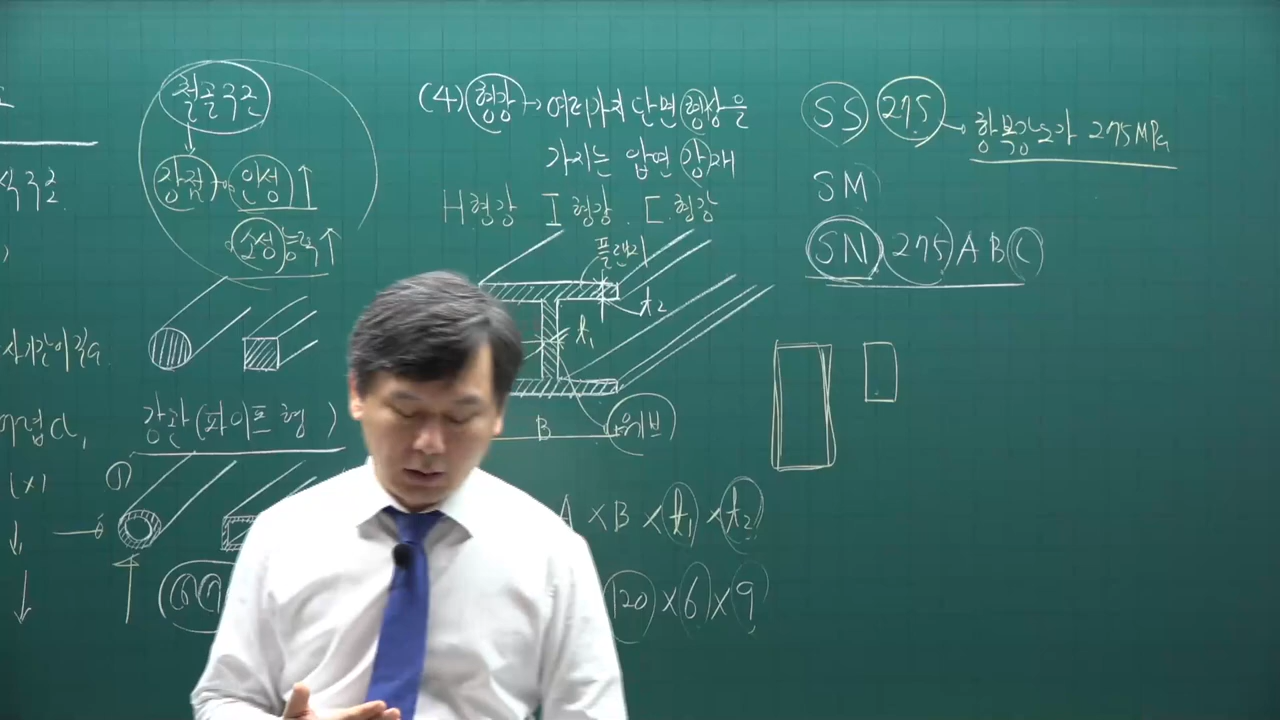 철골구조
장점 → 인성 ↑
소성능력 ↑
강관(파이프형)
①
(4) 형강 → 여러가지 단면 형상을
가지는 압연 강재
H형강 I형강 ㄷ형강
플랜지
t2
t1
B
웨브
A × B × t1 × t2
120 × 6 × 9
SS 275 → 항복강도가 275MPa
SM
SN 275 A B C